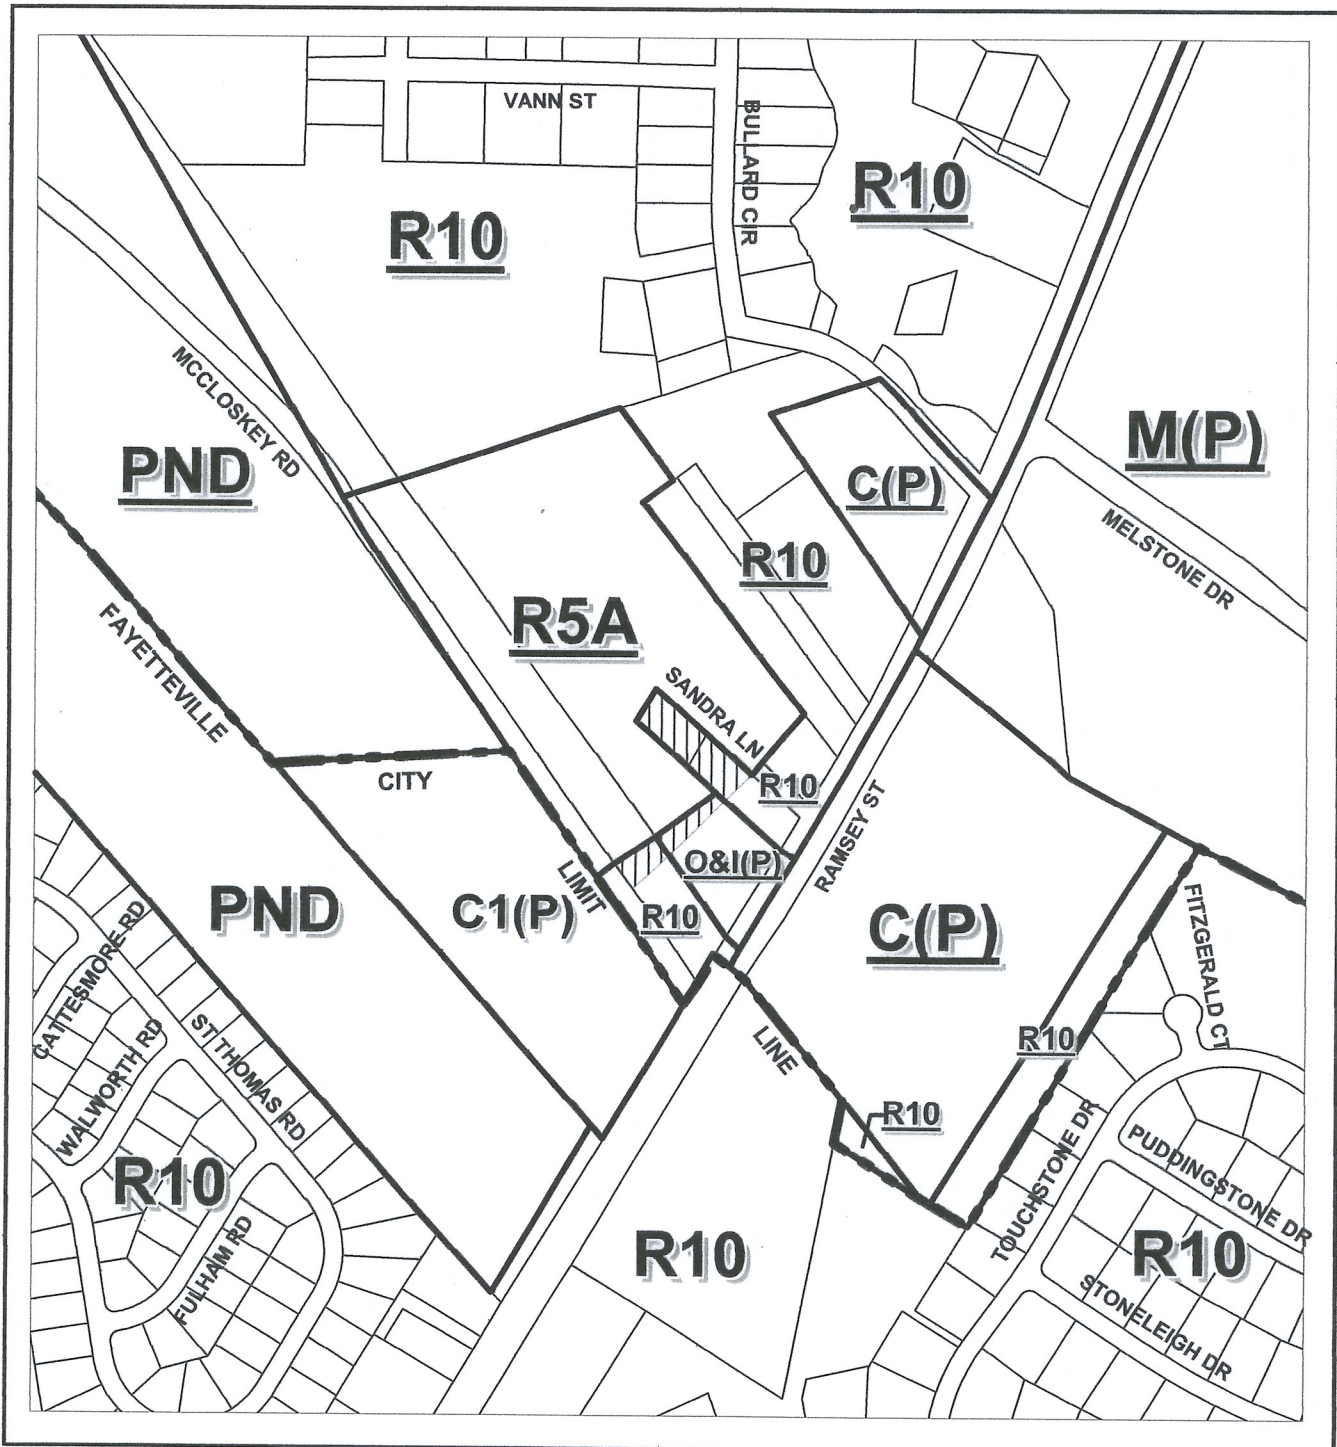 VANN ST
BULLARD CIR
R10
R10
MCCLOSKEY RD
PND
M(P)
C(P)
MELSTONE DR
R10
R5A
FAYETTEVILLE
SANDRA LN
CITY
R10
RAMSEY ST
LIMIT
O&I(P)
PND
C1(P)
R10
C(P)
FITZGERALD CT
CATTESMORE RD
WALWORTH RD
ST THOMAS RD
LINE
R10
R10
TOUCHSTONE DR
PUDDINGSTONE DR
R10
FULHAM RD
R10
R10
STONELEIGH DR